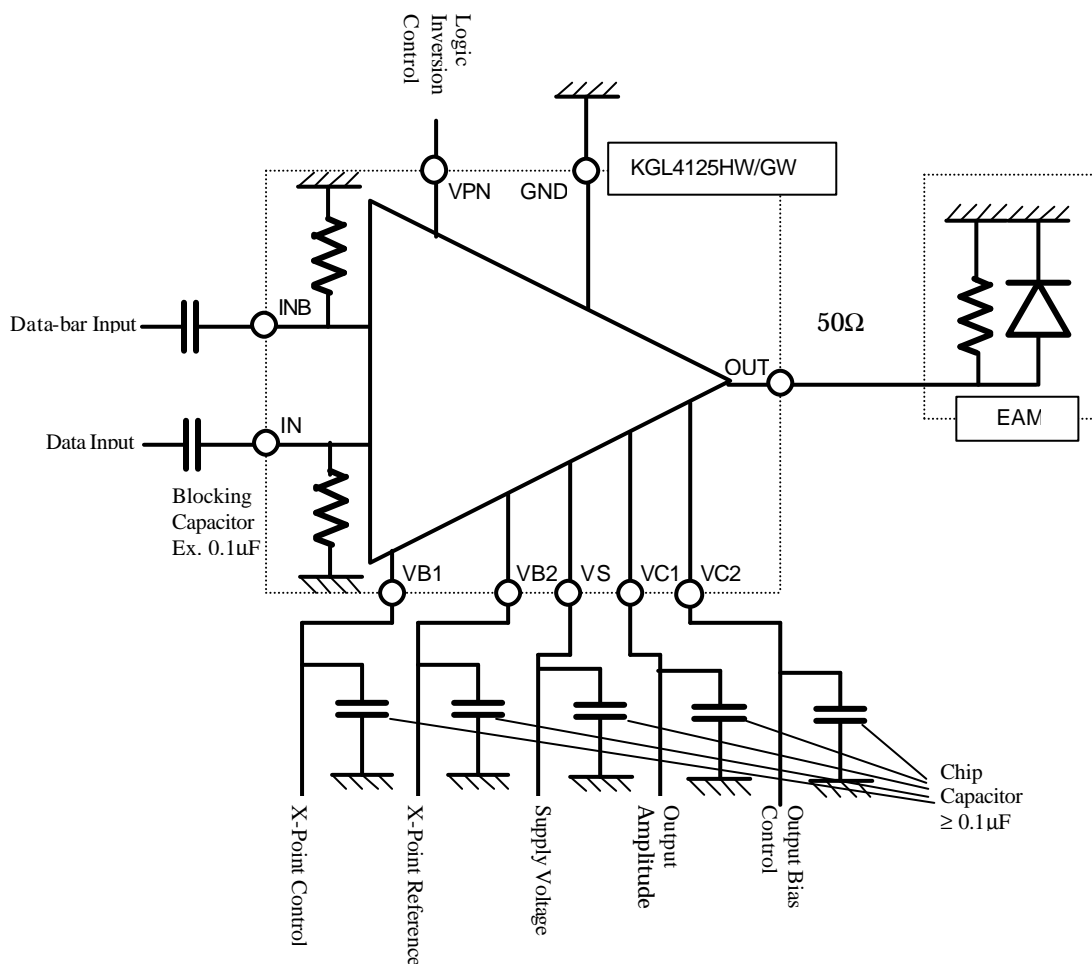 Logic
Inversion
Control
KGL4125HW/GW
VPN
GND
INB
Data-bar Input
50Ω
OUT
IN
Data Input
EAM
Blocking
Capacitor
Ex. 0.1μF
VB1
VB2
VS
VC1
VC2
Chip
Capacitor
≥ 0.1μF
X-Point Control
X-Point Reference
Supply Voltage
Output
Amplitude
Output Bias
Control